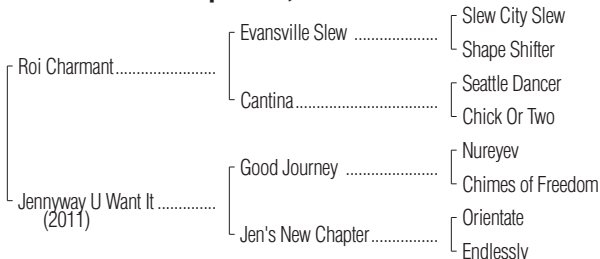 Slew City Slew
Evansville Slew ..................
Shape Shifter
Roi Charmant.......................
Seattle Dancer
Cantina.................................
Chick Or Two
Nureyev
Good Journey .....................
Chimes of Freedom
Jennyway U Want It ..............
(2011)
Orientate
Jen's New Chapter................
Endlessly